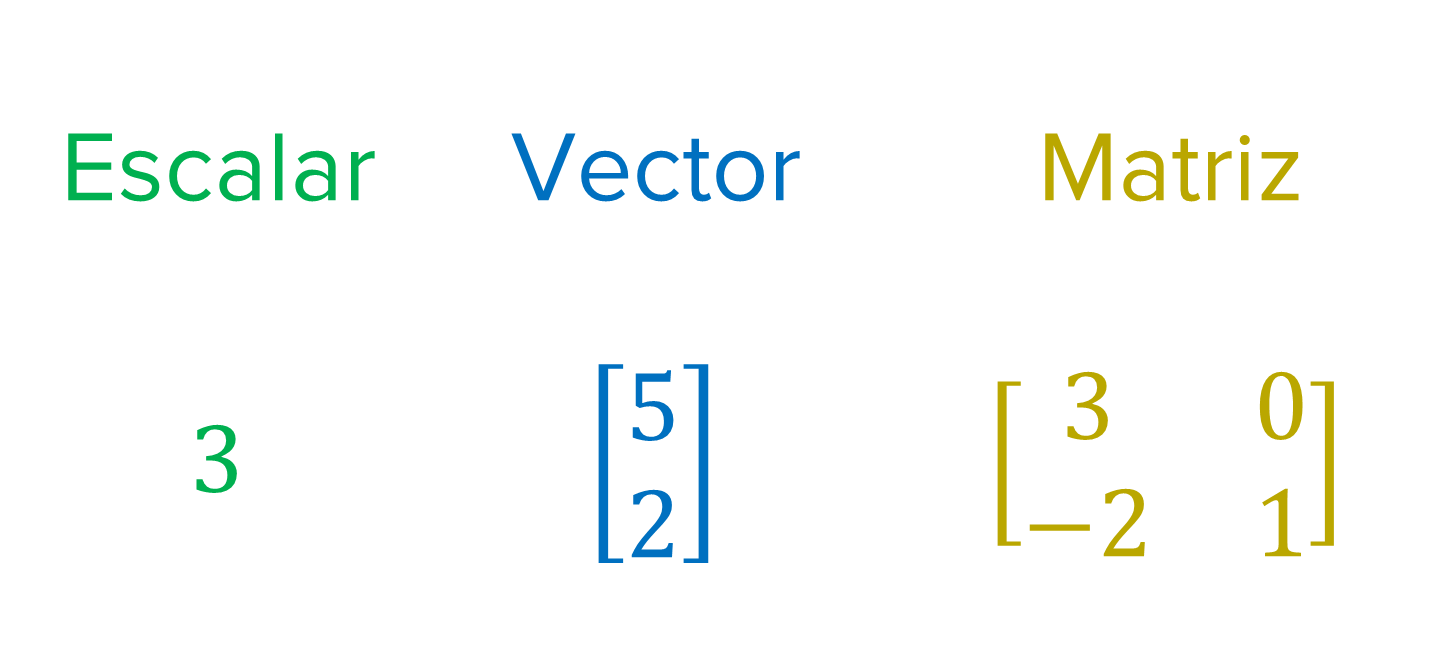 Escalar Vector Matriz
3 [5 2] [3 0 −2 1]